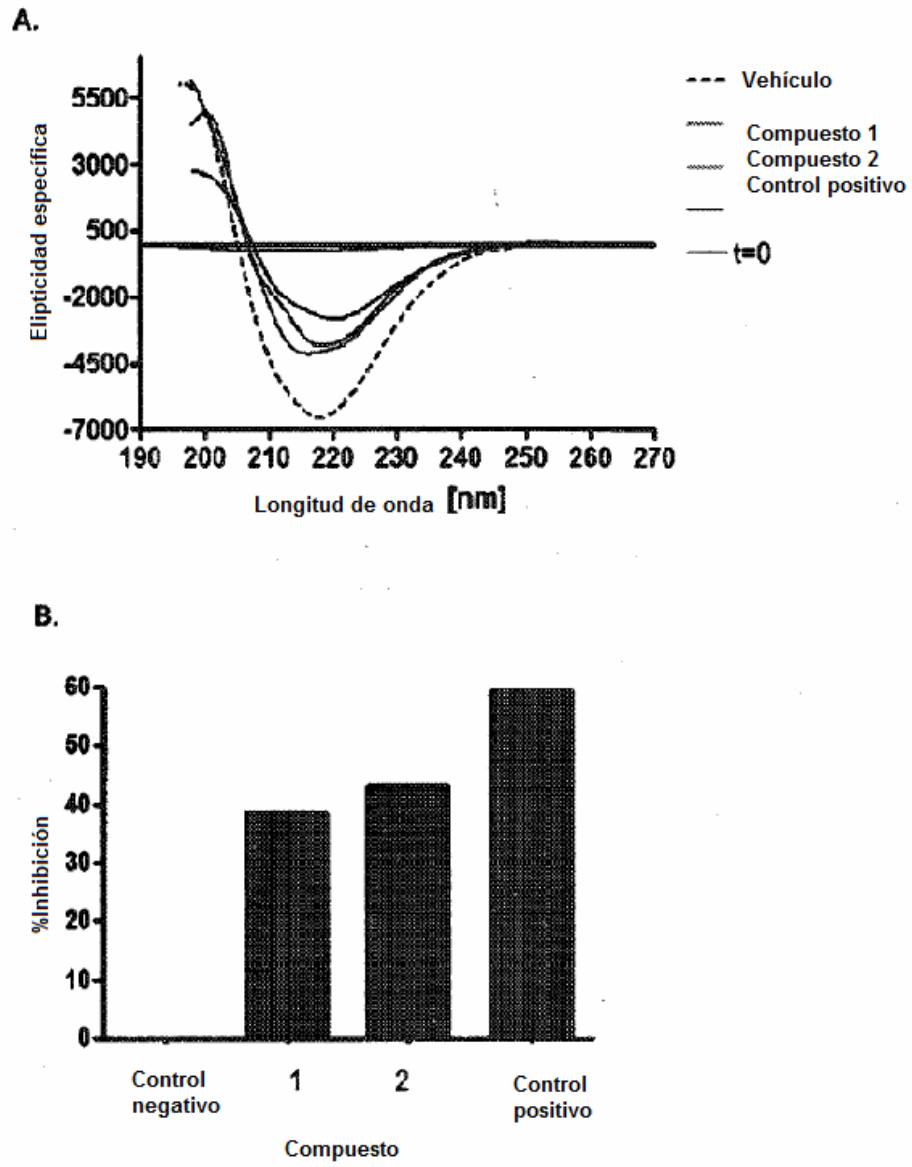 A.
Elipticidad específica
5500
3000
500
-2000
-4500
-7000
190 200 210 220 230 240 250 260 270
Longitud de onda [nm]
Vehículo
Compuesto 1
Compuesto 2
Control positivo
t=0
B.
%Inhibición
60
50
40
30
20
10
0
Control negativo
1
2
Control positivo
Compuesto